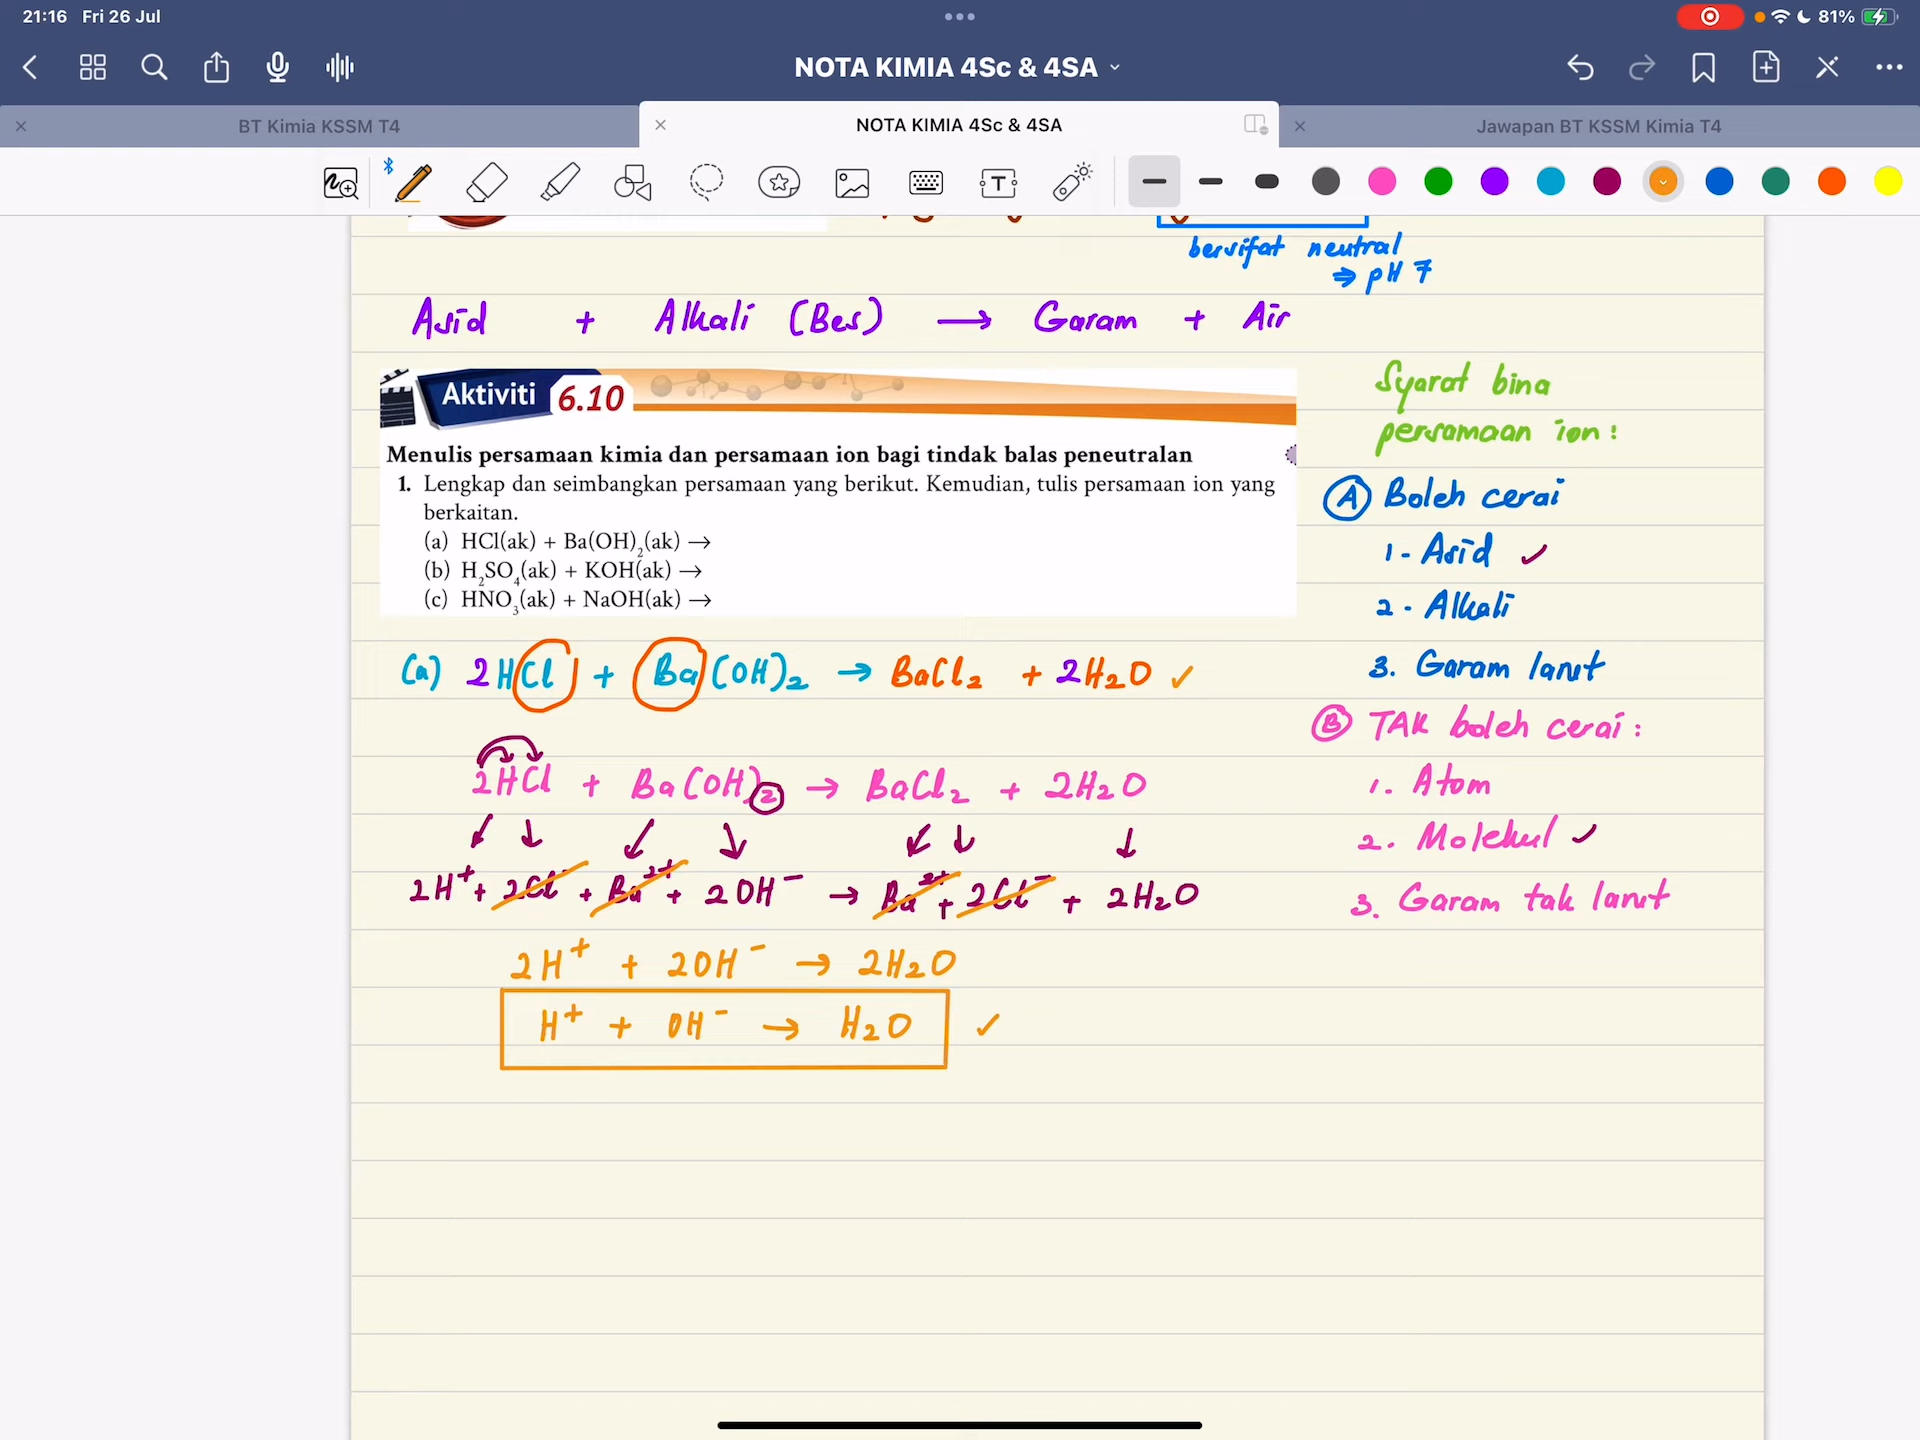 21:16 Fri 26 Jul
81%
NOTA KIMIA 4Sc & 4SA
BT Kimia KSSM T4
NOTA KIMIA 4Sc & 4SA
Jawapan BT KSSM Kimia T4
bersifat neutral
⇒ pH 7
Asid + Alkali (Bes) → Garam + Air
Aktiviti 6.10
Menulis persamaan kimia dan persamaan ion bagi tindak balas peneutralan
1. Lengkap dan seimbangkan persamaan yang berikut. Kemudian, tulis persamaan ion yang
berkaitan.
(a) HCl(ak) + Ba(OH)₂(ak) →
(b) H₂SO₄(ak) + KOH(ak) →
(c) HNO₃(ak) + NaOH(ak) →
Syarat bina
persamaan ion :
(A) Boleh cerai
1- Asid ✓
2 - Alkali
3. Garam larut
(B) TAK boleh cerai :
1. Atom
2. Molekul ✓
3. Garam tak larut
(a) 2HCl + Ba(OH)₂ → BaCl₂ + 2H₂O ✓
2HCl + Ba(OH)₂ → BaCl₂ + 2H₂O
2H⁺ + 2Cl⁻ + Ba²⁺ + 2OH⁻ → Ba²⁺ + 2Cl⁻ + 2H₂O
2H⁺ + 2OH⁻ → 2H₂O
H⁺ + OH⁻ → H₂O ✓